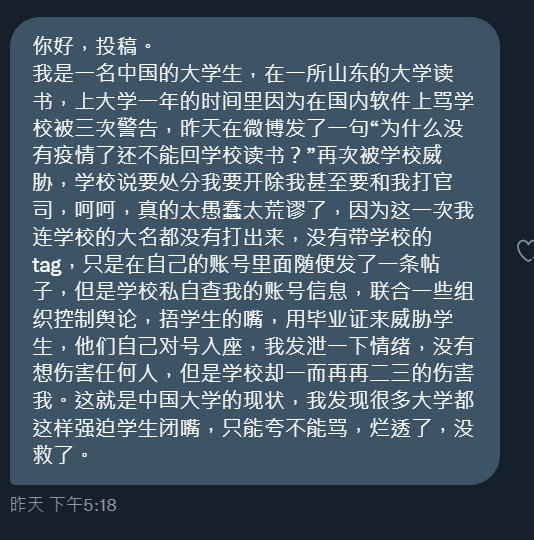 你好，投稿。
我是一名中国的大学生，在一所山东的大学读
书，上大学一年的时间里因为在国内软件上骂学
校被三次警告，昨天在微博发了一句“为什么没
有疫情了还不能回学校读书？”再次被学校威
胁，学校说要处分我要开除我甚至要和我打官
司，呵呵，真的太愚蠢太荒谬了，因为这一次我
连学校的大名都没有打出来，没有带学校的
tag，只是在自己的账号里面随便发了一条帖
子，但是学校私自查我的账号信息，联合一些组
织控制舆论，捂学生的嘴，用毕业证来威胁学
生，他们自己对号入座，我发泄一下情绪，没有
想伤害任何人，但是学校却一而再再二三的伤害
我。这就是中国大学的现状，我发现很多大学都
这样强迫学生闭嘴，只能夸不能骂，烂透了，没
救了。
昨天 下午5:18